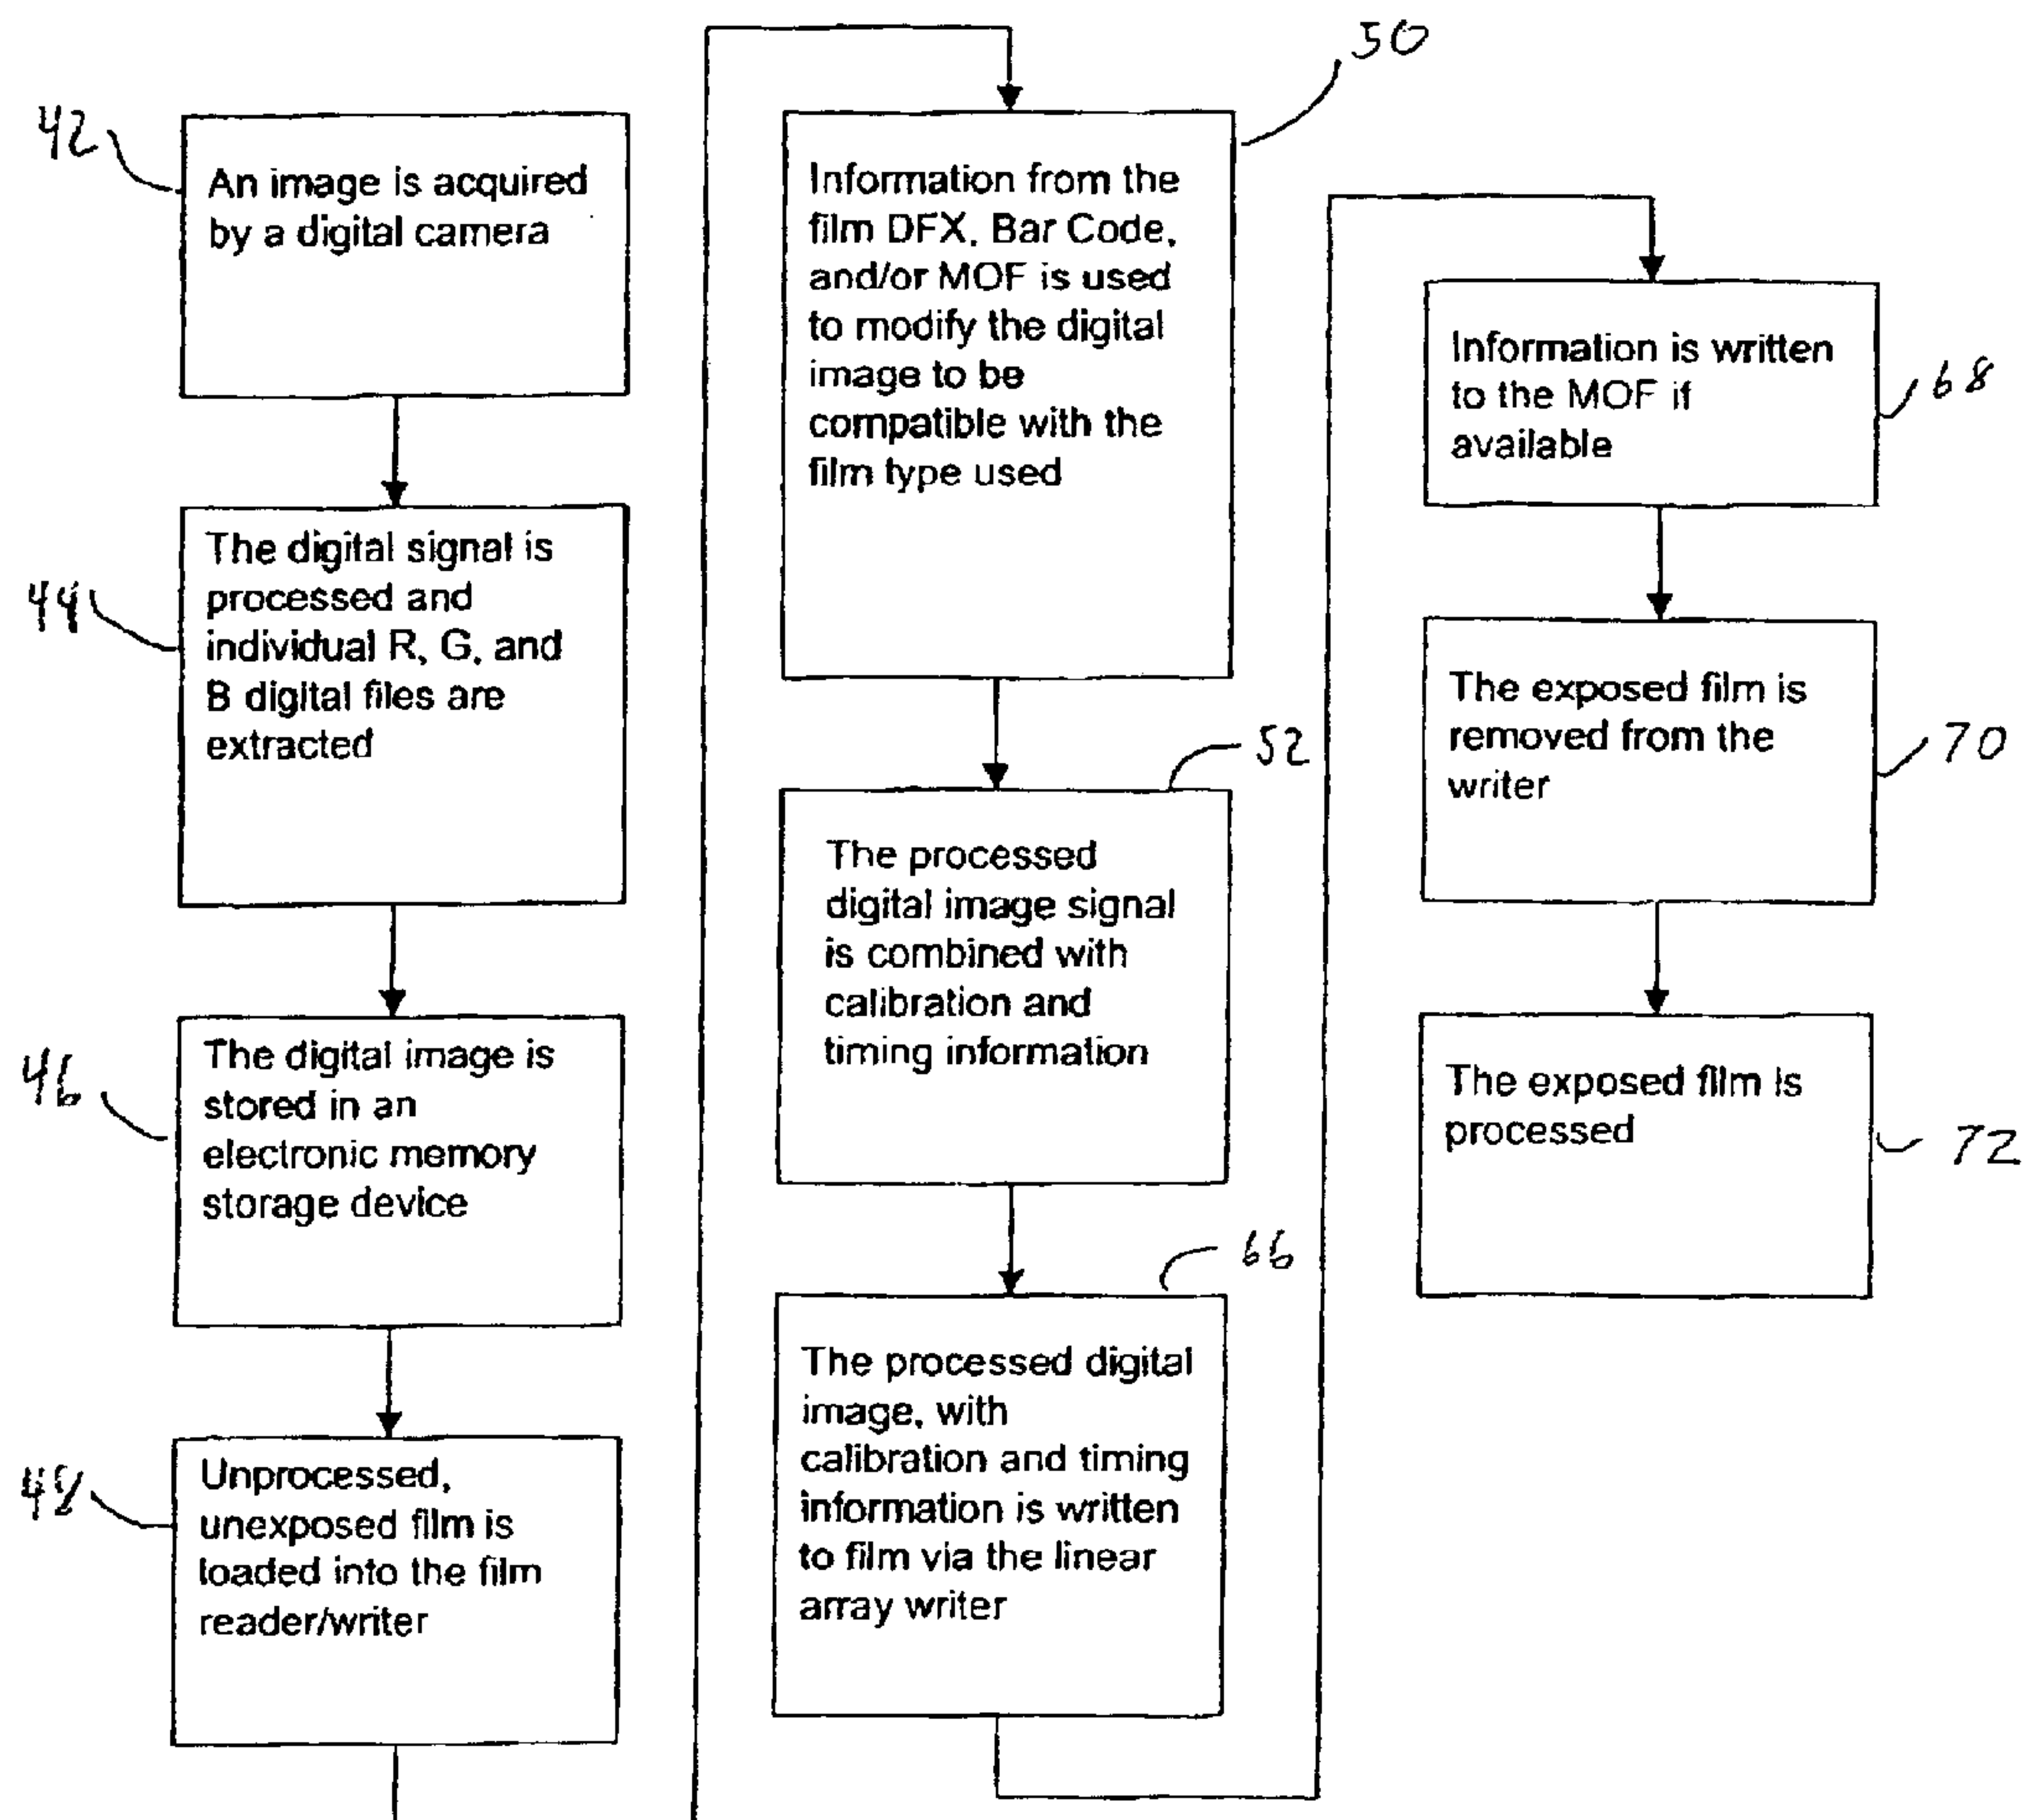 42
An image is acquired
by a digital camera
44
The digital signal is
processed and
individual R, G, and
B digital files are
extracted
46
The digital image is
stored in an
electronic memory
storage device
48
Unprocessed,
unexposed film is
loaded into the film
reader/writer
50
Information from the
film DFX, Bar Code,
and/or MOF is used
to modify the digital
image to be
compatible with the
film type used
52
The processed
digital image signal
is combined with
calibration and
timing information
66
The processed digital
image, with
calibration and timing
information is written
to film via the linear
array writer
68
Information is written
to the MOF if
available
70
The exposed film is
removed from the
writer
72
The exposed film is
processed